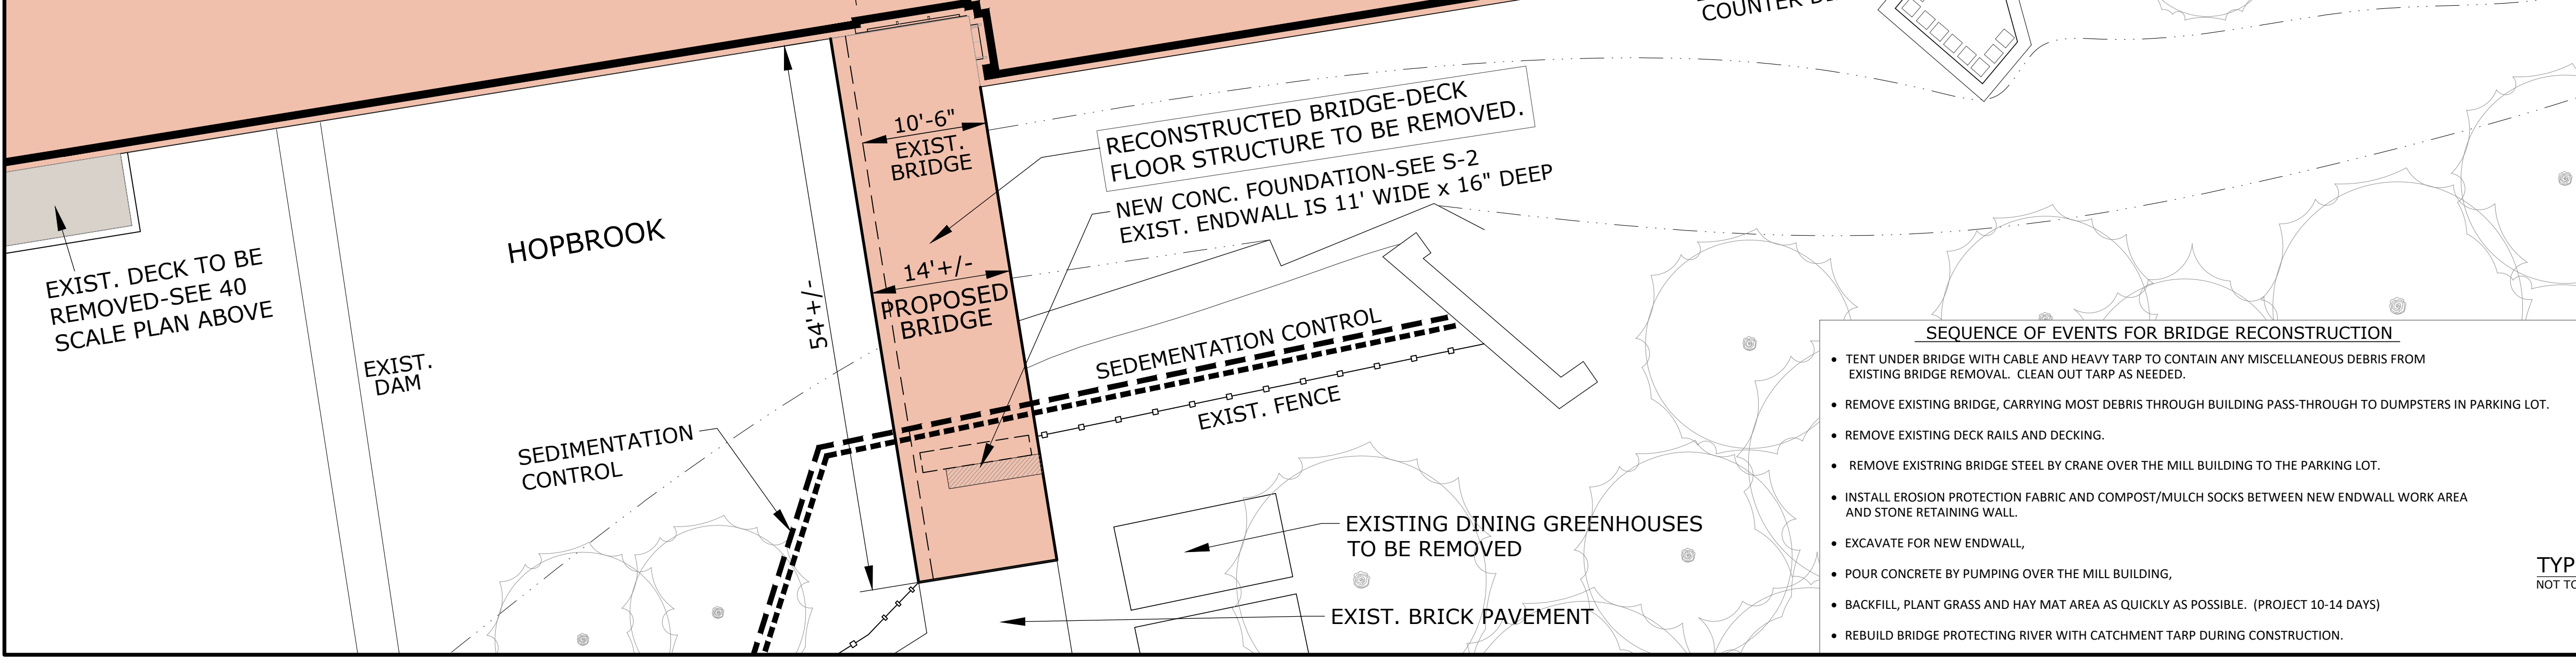 COUNTER
10'-6"
EXIST.
BRIDGE
RECONSTRUCTED BRIDGE-DECK
FLOOR STRUCTURE TO BE REMOVED.
NEW CONC. FOUNDATION-SEE S-2
EXIST. ENDWALL IS 11' WIDE x 16" DEEP
HOPBROOK
EXIST. DECK TO BE
REMOVED-SEE 40
SCALE PLAN ABOVE
14'+/-
PROPOSED
BRIDGE
54'+/-
EXIST.
DAM
SEDEMENTATION CONTROL
EXIST. FENCE
SEDIMENTATION
CONTROL
EXISTING DINING GREENHOUSES
TO BE REMOVED
EXIST. BRICK PAVEMENT
SEQUENCE OF EVENTS FOR BRIDGE RECONSTRUCTION
• TENT UNDER BRIDGE WITH CABLE AND HEAVY TARP TO CONTAIN ANY MISCELLANEOUS DEBRIS FROM
EXISTING BRIDGE REMOVAL. CLEAN OUT TARP AS NEEDED.
• REMOVE EXISTING BRIDGE, CARRYING MOST DEBRIS THROUGH BUILDING PASS-THROUGH TO DUMPSTERS IN PARKING LOT.
• REMOVE EXISTING DECK RAILS AND DECKING.
• REMOVE EXISTRING BRIDGE STEEL BY CRANE OVER THE MILL BUILDING TO THE PARKING LOT.
• INSTALL EROSION PROTECTION FABRIC AND COMPOST/MULCH SOCKS BETWEEN NEW ENDWALL WORK AREA
AND STONE RETAINING WALL.
• EXCAVATE FOR NEW ENDWALL,
• POUR CONCRETE BY PUMPING OVER THE MILL BUILDING,
• BACKFILL, PLANT GRASS AND HAY MAT AREA AS QUICKLY AS POSSIBLE. (PROJECT 10-14 DAYS)
• REBUILD BRIDGE PROTECTING RIVER WITH CATCHMENT TARP DURING CONSTRUCTION.
TYP
NOT TO